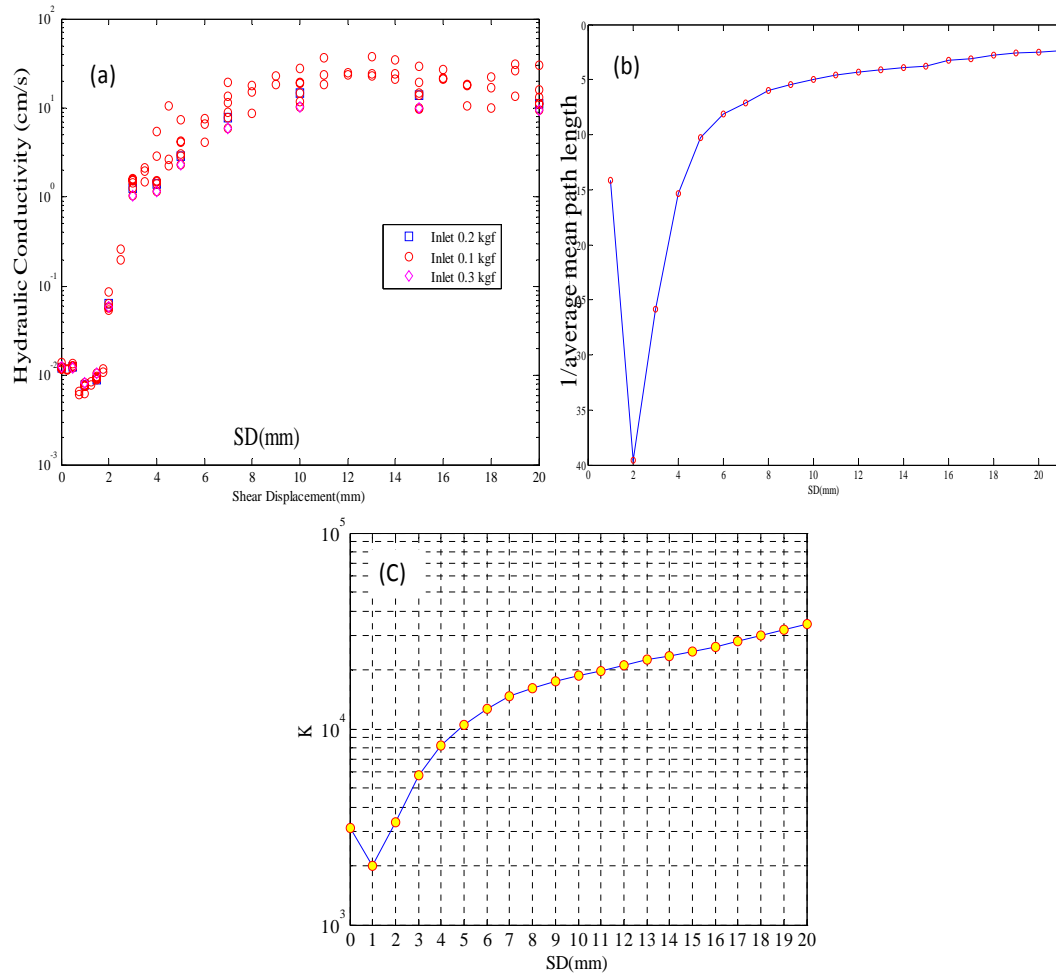 (a)
Hydraulic Conductivity (cm/s)
10^2
10^1
10^0
10^-1
10^-2
10^-3
Inlet 0.2 kgf
Inlet 0.1 kgf
Inlet 0.3 kgf
SD(mm)
0 2 4 6 8 10 12 14 16 18 20
Shear Displacement(mm)
(b)
1/average mean path length
0
5
10
15
20
25
30
35
40
0 2 4 6 8 10 12 14 16 18 20
SD(mm)
(C)
K
10^5
10^4
10^3
0 1 2 3 4 5 6 7 8 9 10 11 12 13 14 15 16 17 18 19 20
SD(mm)